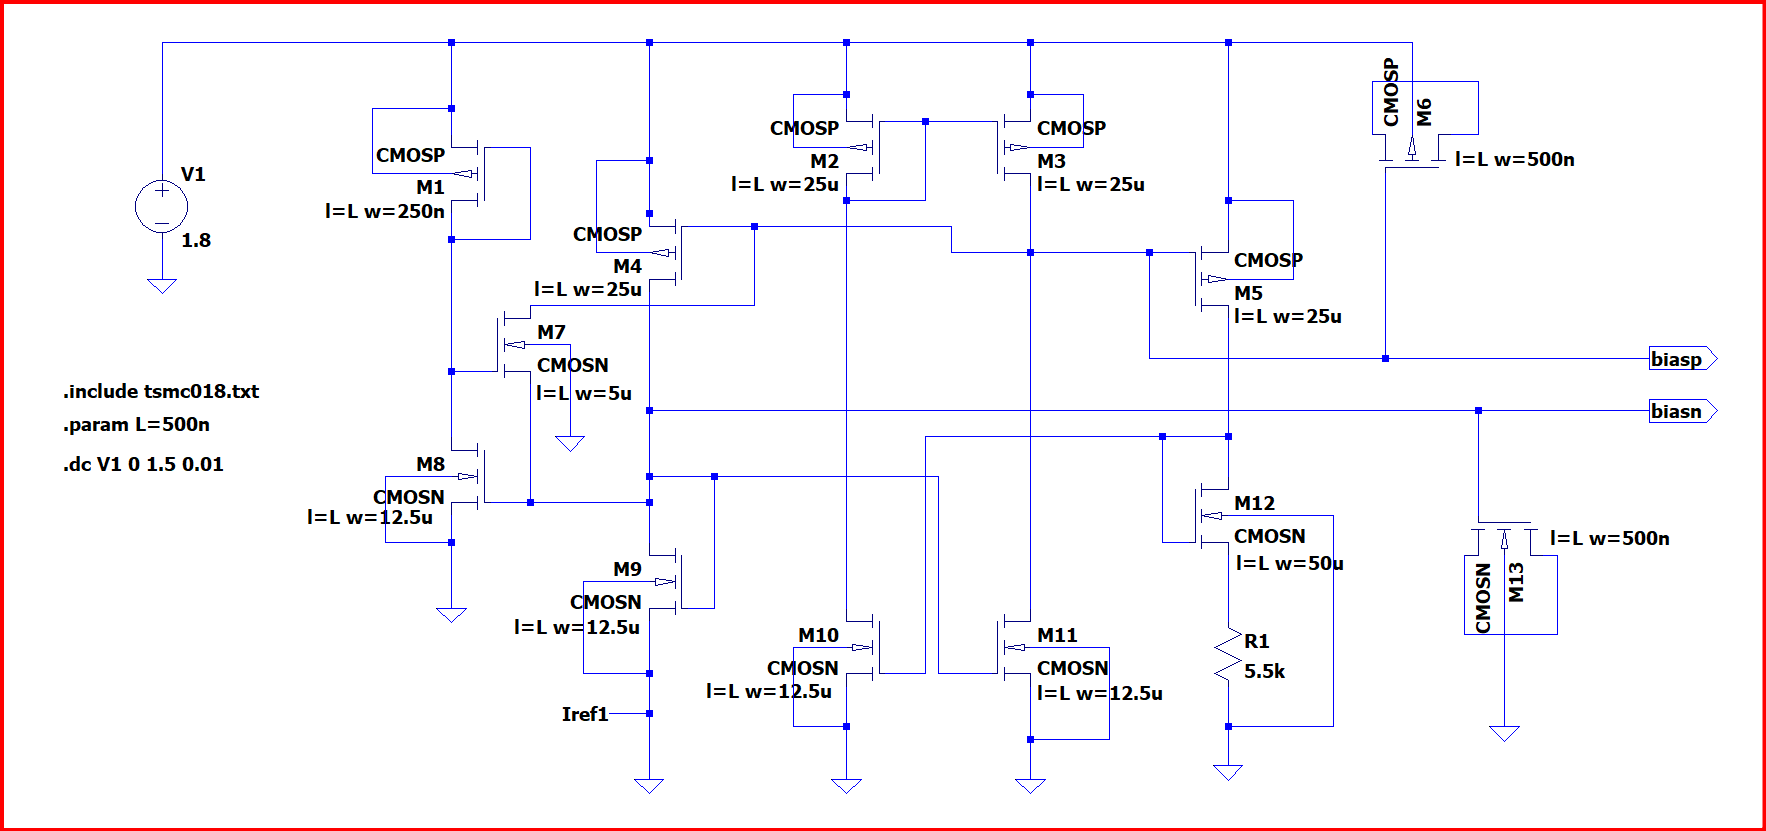 V1
1.8
.include tsmc018.txt
.param L=500n
.dc V1 0 1.5 0.01
CMOSP
M1
l=L w=250n
CMOSP
M4
l=L w=25u
M7
CMOSN
l=L w=5u
M8
CMOSN
l=L w=12.5u
M9
CMOSN
l=L w=12.5u
Iref1
CMOSP
M2
l=L w=25u
CMOSP
M3
l=L w=25u
M10
CMOSN
l=L w=12.5u
M11
CMOSN
l=L w=12.5u
CMOSP
M5
l=L w=25u
M12
CMOSN
l=L w=50u
R1
5.5k
CMOSP
M6
l=L w=500n
biasp
biasn
l=L w=500n
CMOSN
M13